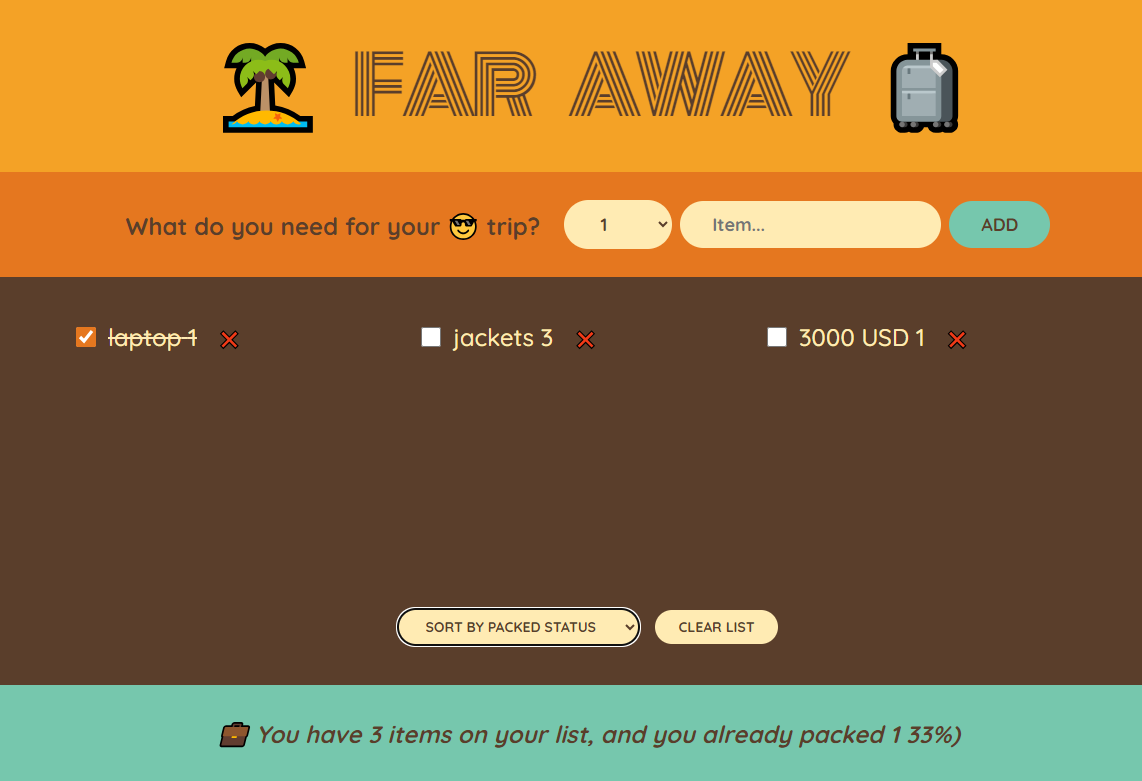 FAR AWAY
What do you need for your 😎 trip? 1 Item... ADD
laptop 1 ❌ jackets 3 ❌ 3000 USD 1 ❌
SORT BY PACKED STATUS CLEAR LIST
💼 You have 3 items on your list, and you already packed 1 33%)